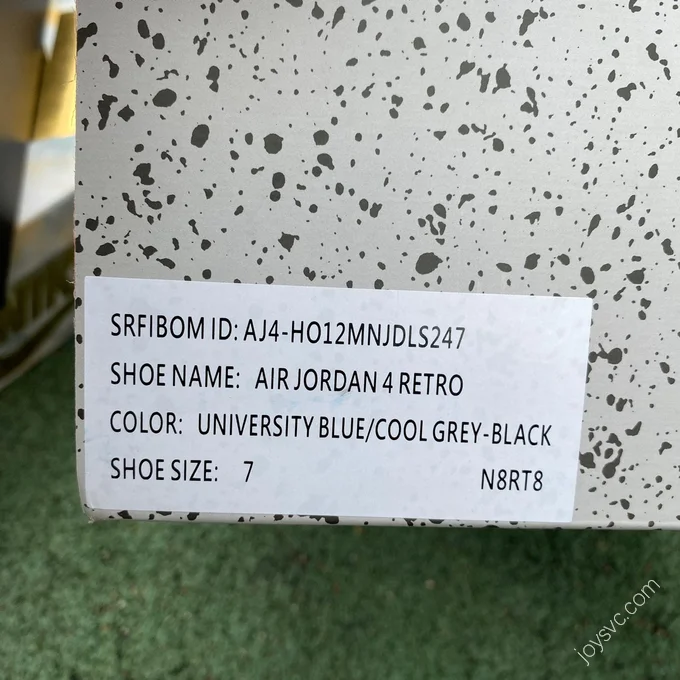 SRFIBOM ID: AJ4-HO12MNJDLS247
SHOE NAME: AIR JORDAN 4 RETRO
COLOR: UNIVERSITY BLUE/COOL GREY-BLACK
SHOE SIZE: 7 N8RT8
joysvc.com